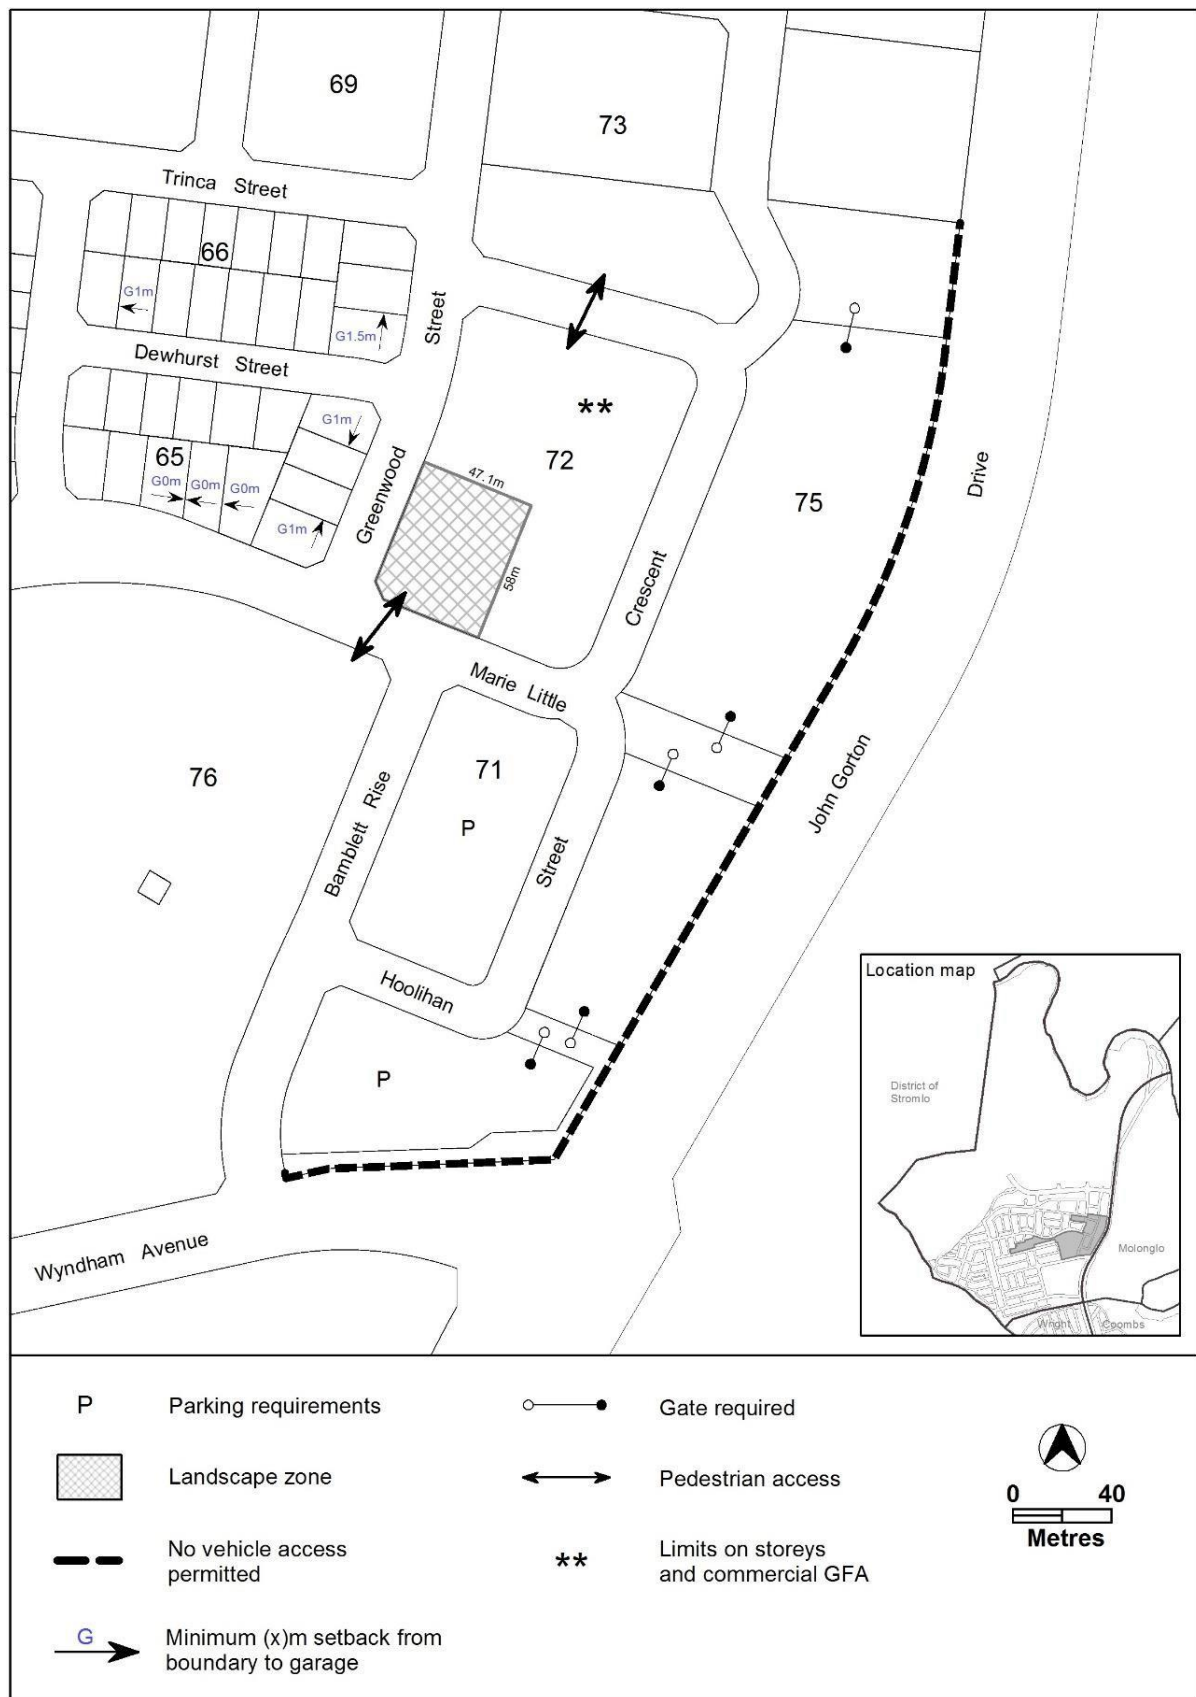 69
73
Trinca Street
66
G1m
G1.5m
Street
Dewhurst Street
G1m
**
72
65
G0m
G0m
G0m
G1m
Greenwood
47.1m
58m
75
Drive
Crescent
Marie Little
76
71
P
Bamblett Rise
Street
John Gorton
Hoolihan
P
Wyndham Avenue
Location map
District of
Stromlo
Molonglo
Wright
Coombs
P Parking requirements
Gate required
Landscape zone
Pedestrian access
No vehicle access
permitted
** Limits on storeys
and commercial GFA
G Minimum (x)m setback from
boundary to garage
0 40
Metres